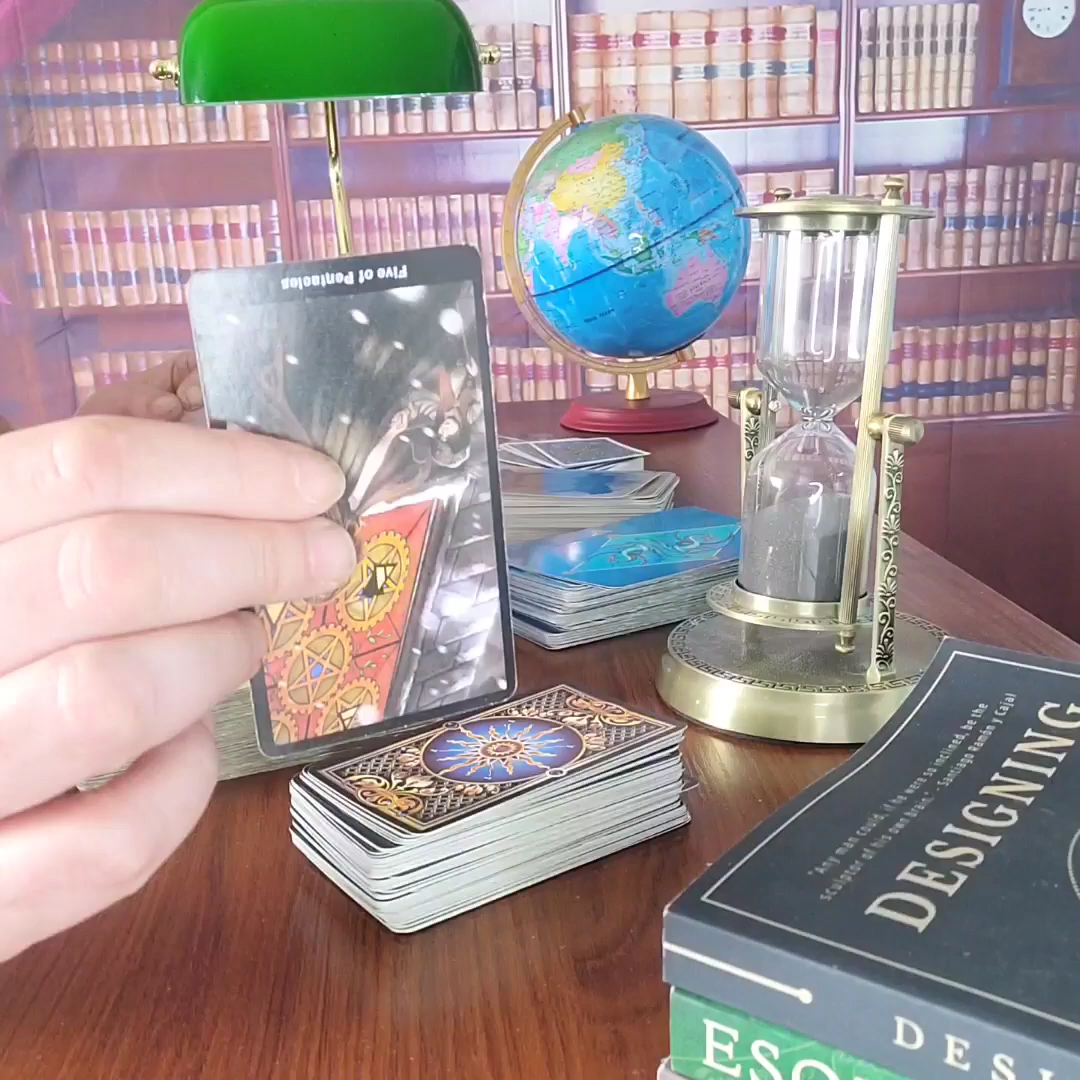 Five of Pentacles
"Any man could, if he were so inclined, be the
sculptor of his own brain." - Santiago Ramón y Cajal
DESIGNING
DES
ESO